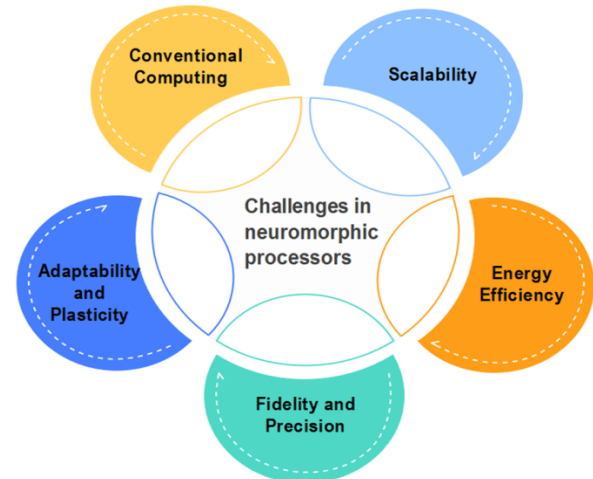 Conventional
Computing
Scalability
Challenges in
neuromorphic
processors
Adaptability
and
Plasticity
Energy
Efficiency
Fidelity and
Precision